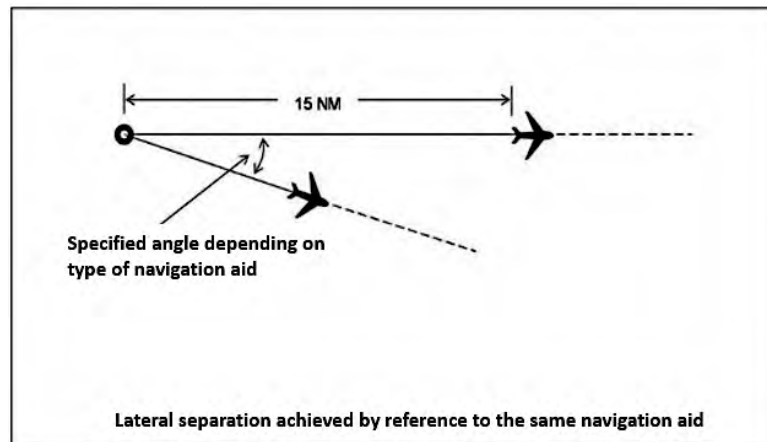 15 NM
Specified angle depending on
type of navigation aid
Lateral separation achieved by reference to the same navigation aid